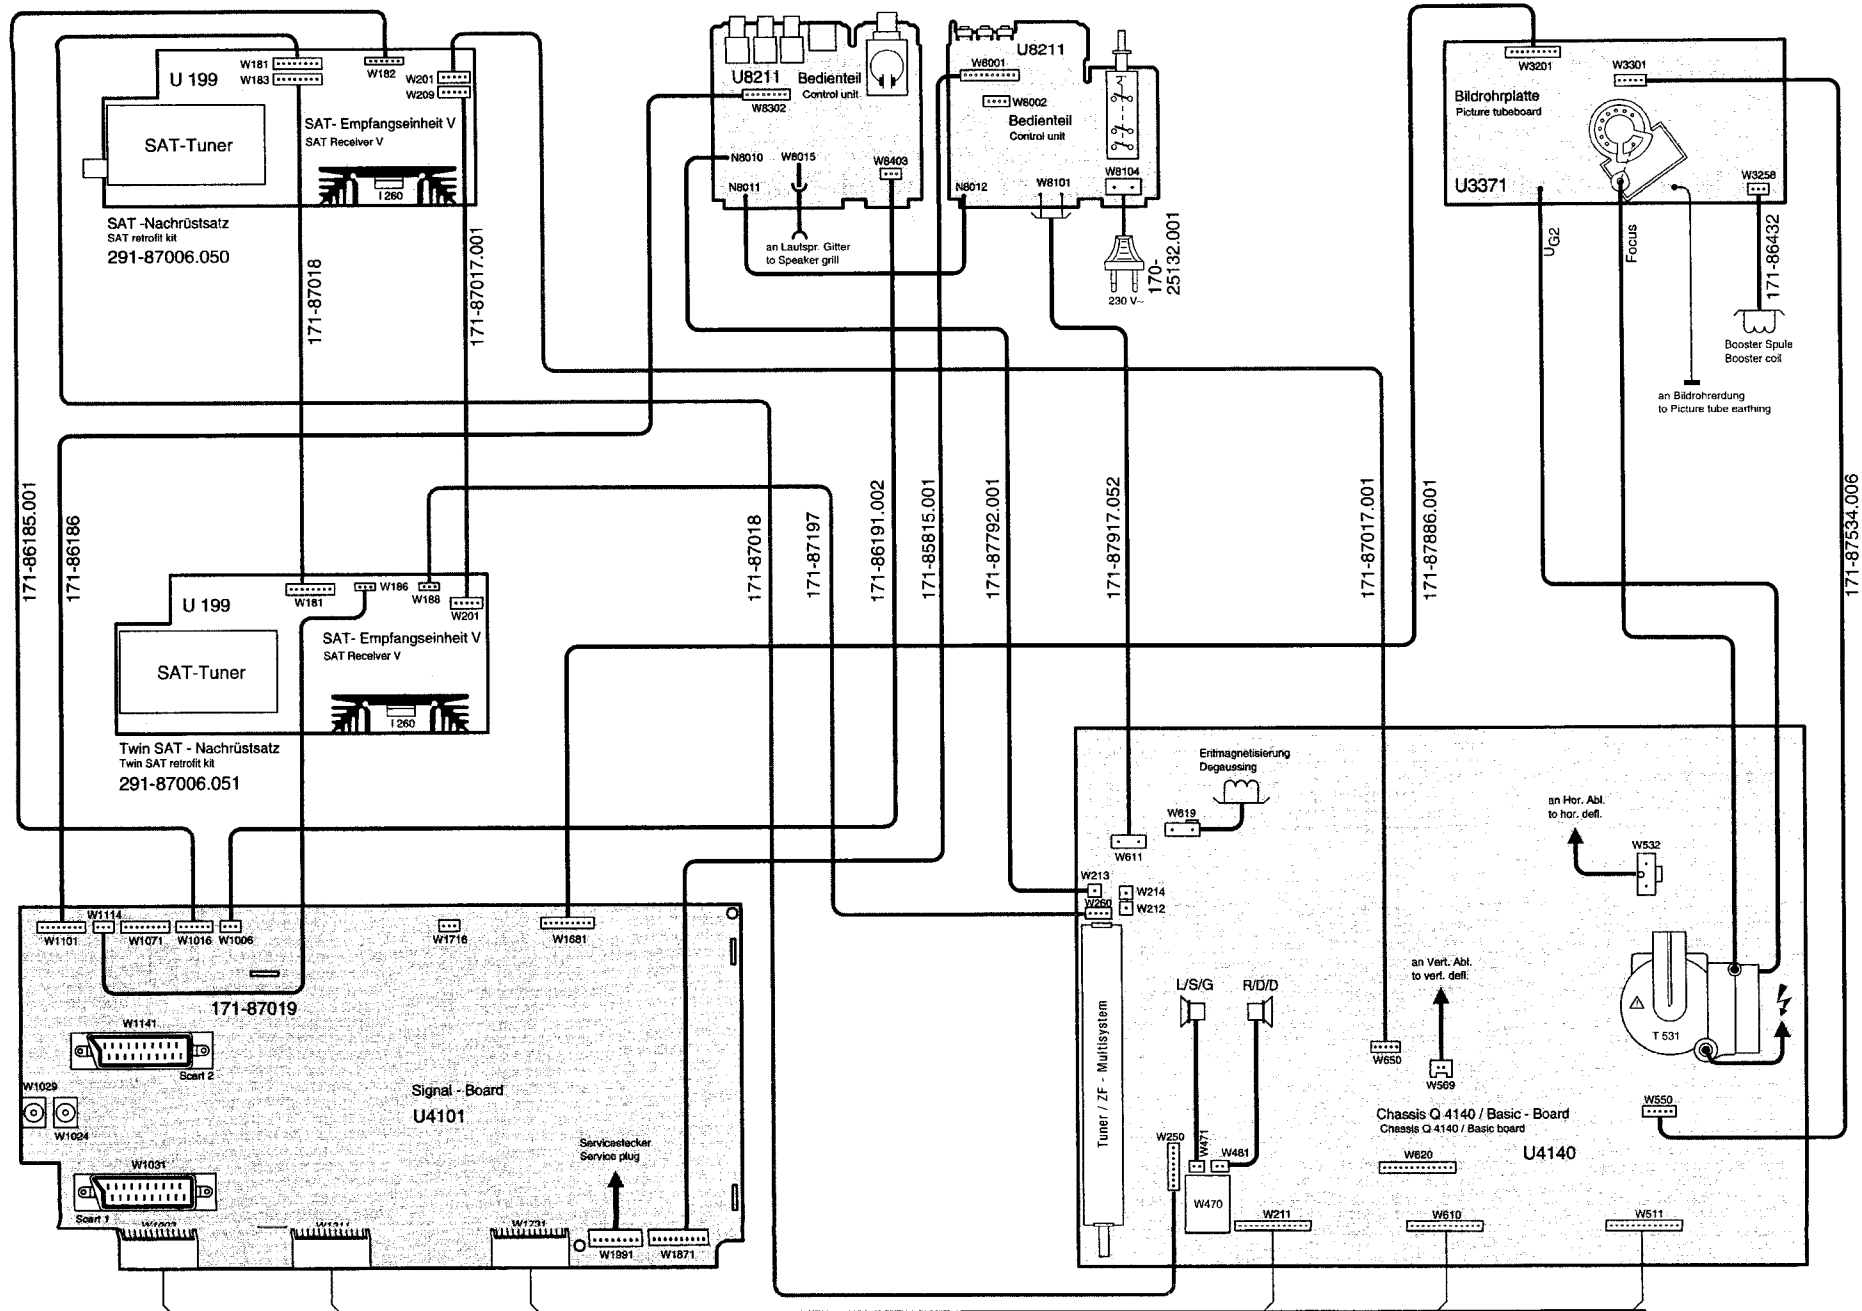 W181
W183
U 199
W182
W201
W209
SAT-Tuner
SAT- Empfangseinheit V
SAT Receiver V
I 260
SAT -Nachrüstsatz
SAT retrofit kit
291-87006.050
171-87018
171-87017.001
U8211
Bedienteil
Control unit
W8302
N8010
W8015
W8403
N8011
an Lautspr. Gitter
to Speaker grill
U8211
W8001
W8002
Bedienteil
Control unit
N8012
W8101
W8104
230 V~
170-
25132.001
W3201
W3301
Bildrohrplatte
Picture tubeboard
U3371
W3258
UG2
Focus
171-86432
Booster Spule
Booster coil
an Bildrohrerdung
to Picture tube earthing
171-86185.001
171-86186
171-87018
171-87197
171-86191.002
171-85815.001
171-87792.001
171-87917.052
171-87017.001
171-87886.001
171-87534.006
U 199
W181
W186
W188
W201
SAT-Tuner
SAT- Empfangseinheit V
SAT Receiver V
I 260
Twin SAT - Nachrüstsatz
Twin SAT retrofit kit
291-87006.051
W1101
W1114
W1071
W1016
W1006
W1716
W1681
171-87019
W1141
Scart 2
W1029
W1024
Signal - Board
U4101
W1031
Scart 1
Servicestecker
Service plug
W1991
W1871
Entmagnetisierung
Degaussing
W619
W611
W213
W214
W260
W212
an Hor. Abl.
to hor. defl.
W532
Tuner / ZF - Multisystem
L/S/G
R/D/D
an Vert. Abl.
to vert. defl.
T 531
W650
W569
W550
Chassis Q 4140 / Basic - Board
Chassis Q 4140 / Basic board
U4140
W250
W471
W481
W620
W470
W211
W610
W511